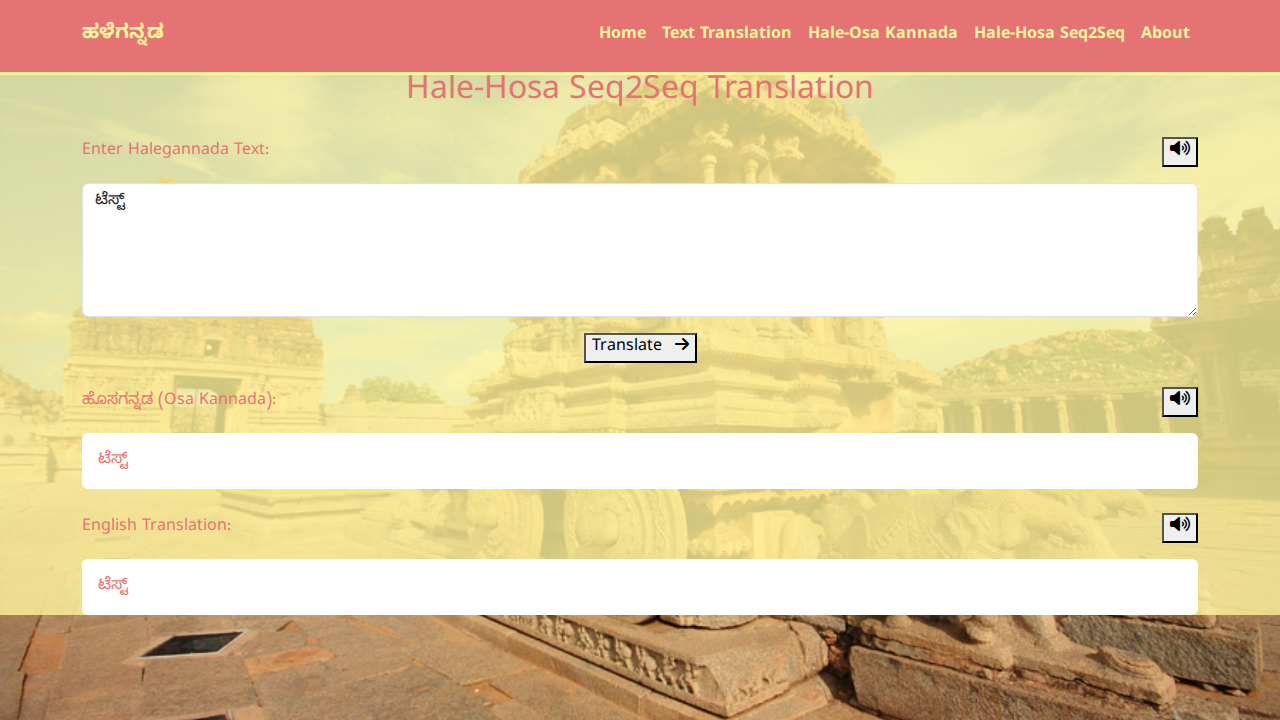 ಹಳೆಗನ್ನಡ
Home Text Translation Hale-Osa Kannada Hale-Hosa Seq2Seq About
Hale-Hosa Seq2Seq Translation
Enter Halegannada Text:
ಟೆಸ್ಟ್
Translate →
ಹೊಸಗನ್ನಡ (Osa Kannada):
ಟೆಸ್ಟ್
English Translation:
ಟೆಸ್ಟ್